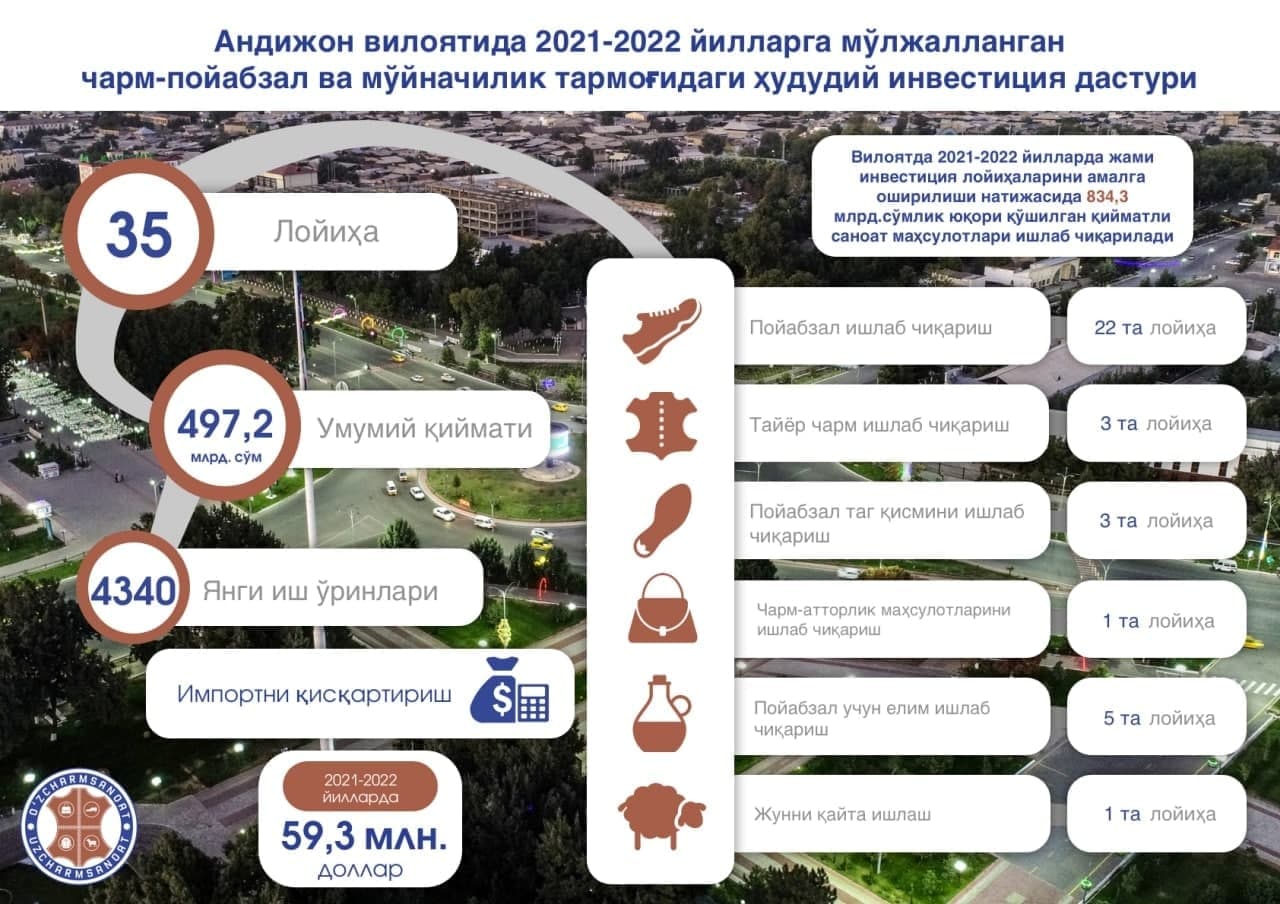 Андижон вилоятида 2021-2022 йилларга мўлжалланган
чарм-пойабзал ва мўйначилик тармоғидаги ҳудудий инвестиция дастури
35
Лойиҳа
497,2
млрд. сўм
Умумий қиймати
4340
Янги иш ўринлари
Импортни қисқартириш
$
2021-2022
йилларда
59,3 млн.
доллар
Вилоятда 2021-2022 йилларда жами
инвестиция лойиҳаларини амалга
оширилиши натижасида 834,3
млрд.сўмлик юқори қўшилган қийматли
саноат маҳсулотлари ишлаб чиқарилади
Пойабзал ишлаб чиқариш
22 та лойиҳа
Тайёр чарм ишлаб чиқариш
3 та лойиҳа
Пойабзал таг қисмини ишлаб
чиқариш
3 та лойиҳа
Чарм-атторлик маҳсулотларини
ишлаб чиқариш
1 та лойиҳа
Пойабзал учун елим ишлаб
чиқариш
5 та лойиҳа
Жунни қайта ишлаш
1 та лойиҳа
O'ZCHARMSANOAT
UZCHARMSANOAT